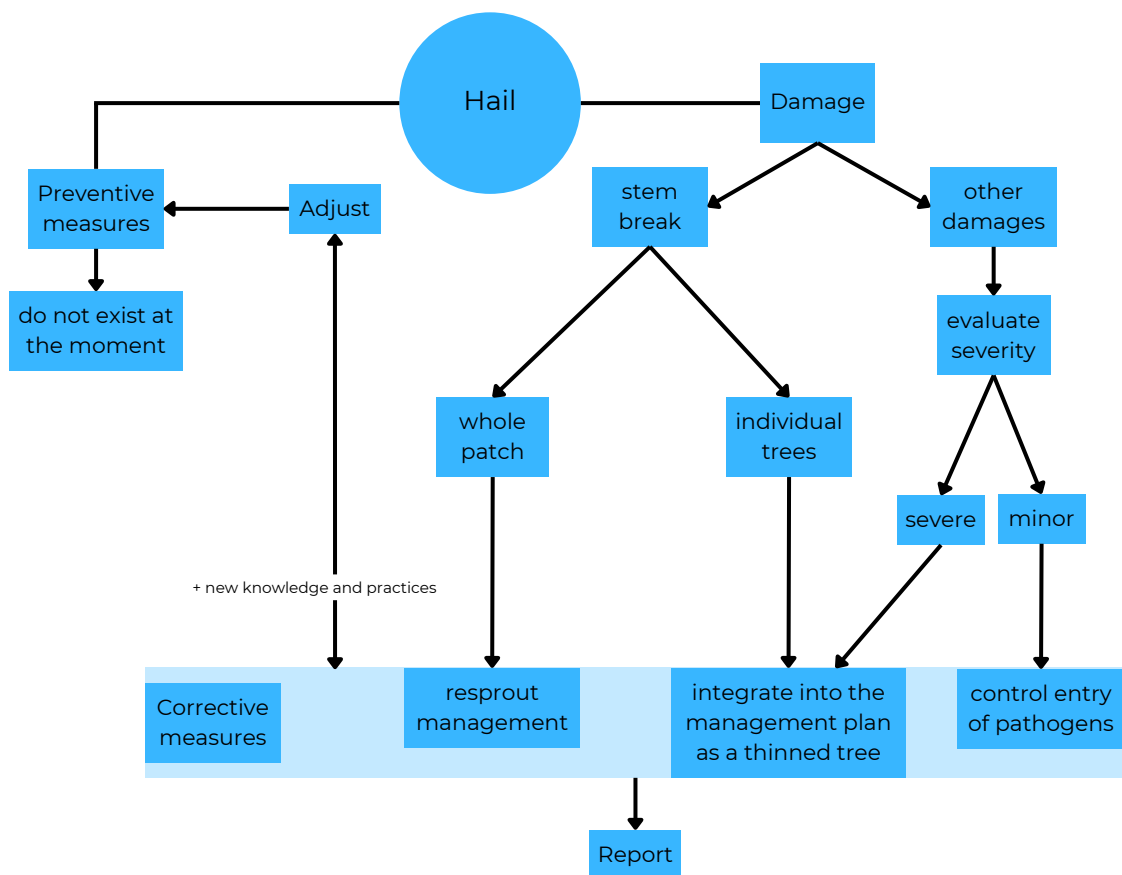 Hail
Damage
Preventive
measures
Adjust
stem
break
other
damages
do not exist at
the moment
evaluate
severity
whole
patch
individual
trees
severe
minor
+ new knowledge and practices
Corrective
measures
resprout
management
integrate into the
management plan
as a thinned tree
control entry
of pathogens
Report